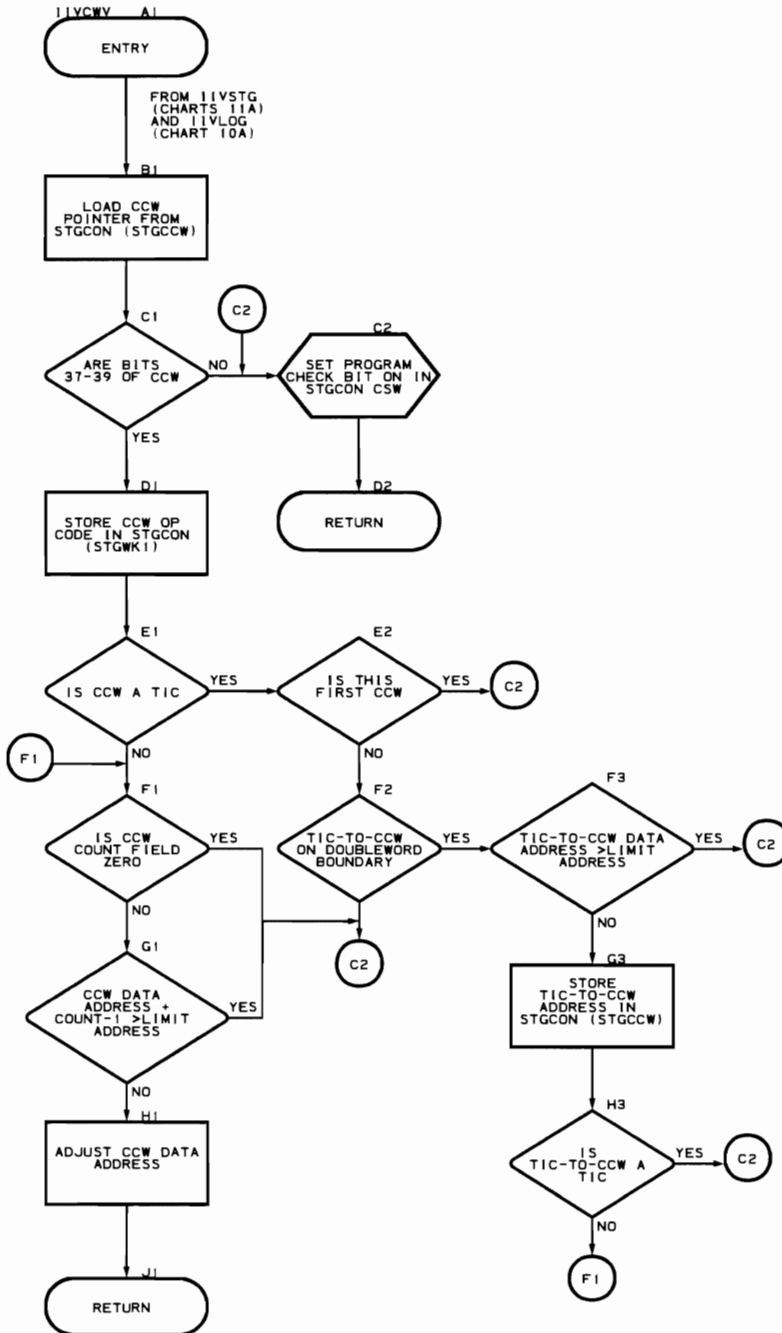 IIVCWV A1
ENTRY
FROM IIVSTG
(CHARTS 11A)
AND IIVLOG
(CHART 10A)
B1
LOAD CCW
POINTER FROM
STGCON (STGCCW)
C1
ARE BITS
37-39 OF CCW
NO
YES
C2
C2
SET PROGRAM
CHECK BIT ON IN
STGCON CSW
D2
RETURN
D1
STORE CCW OP
CODE IN STGCON
(STGWK1)
E1
IS CCW A TIC
YES
NO
E2
IS THIS
FIRST CCW
YES
C2
NO
F1
F1
IS CCW
COUNT FIELD
ZERO
YES
NO
F2
TIC-TO-CCW
ON DOUBLEWORD
BOUNDARY
YES
C2
F3
TIC-TO-CCW DATA
ADDRESS >LIMIT
ADDRESS
YES
C2
NO
G1
CCW DATA
ADDRESS +
COUNT-1 >LIMIT
ADDRESS
YES
NO
G3
STORE
TIC-TO-CCW
ADDRESS IN
STGCON (STGCCW)
H1
ADJUST CCW DATA
ADDRESS
H3
IS
TIC-TO-CCW A
TIC
YES
C2
NO
F1
J1
RETURN